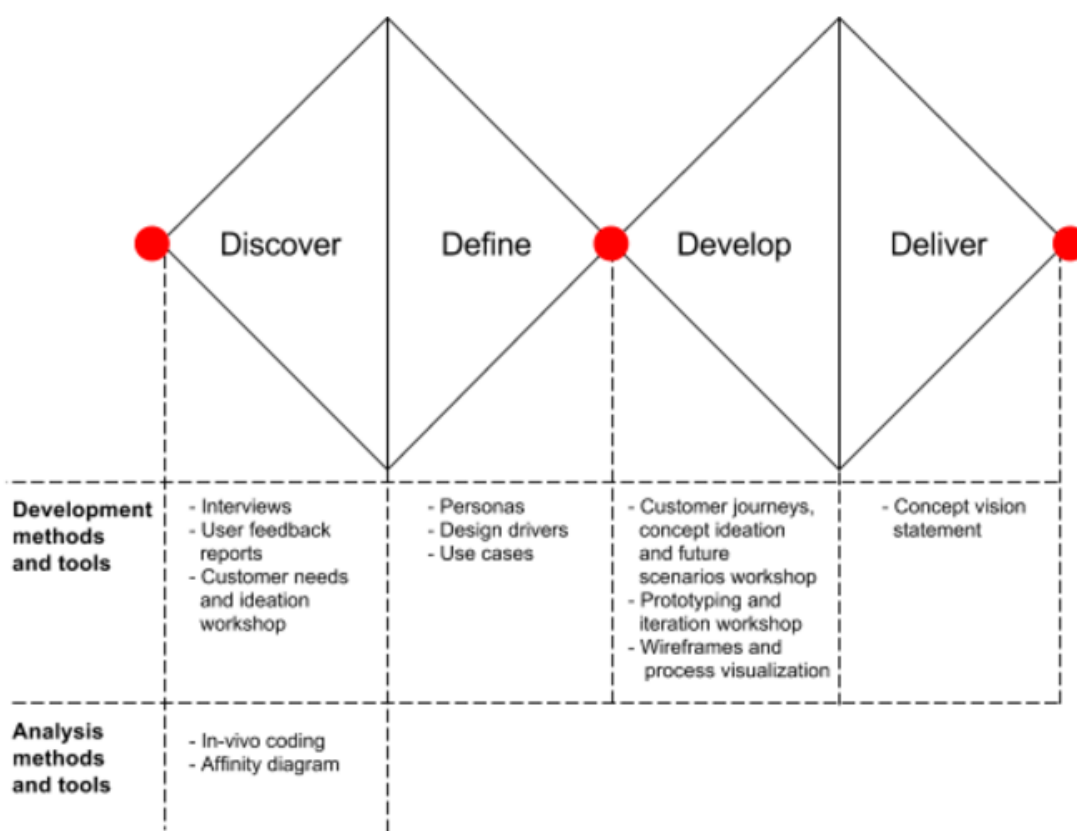 Discover
Define
Develop
Deliver
Development
methods
and tools
- Interviews
- User feedback
reports
- Customer needs
and ideation
workshop
- Personas
- Design drivers
- Use cases
- Customer journeys,
concept ideation
and future
scenarios workshop
- Prototyping and
iteration workshop
- Wireframes and
process visualization
- Concept vision
statement
Analysis
methods
and tools
- In-vivo coding
- Affinity diagram